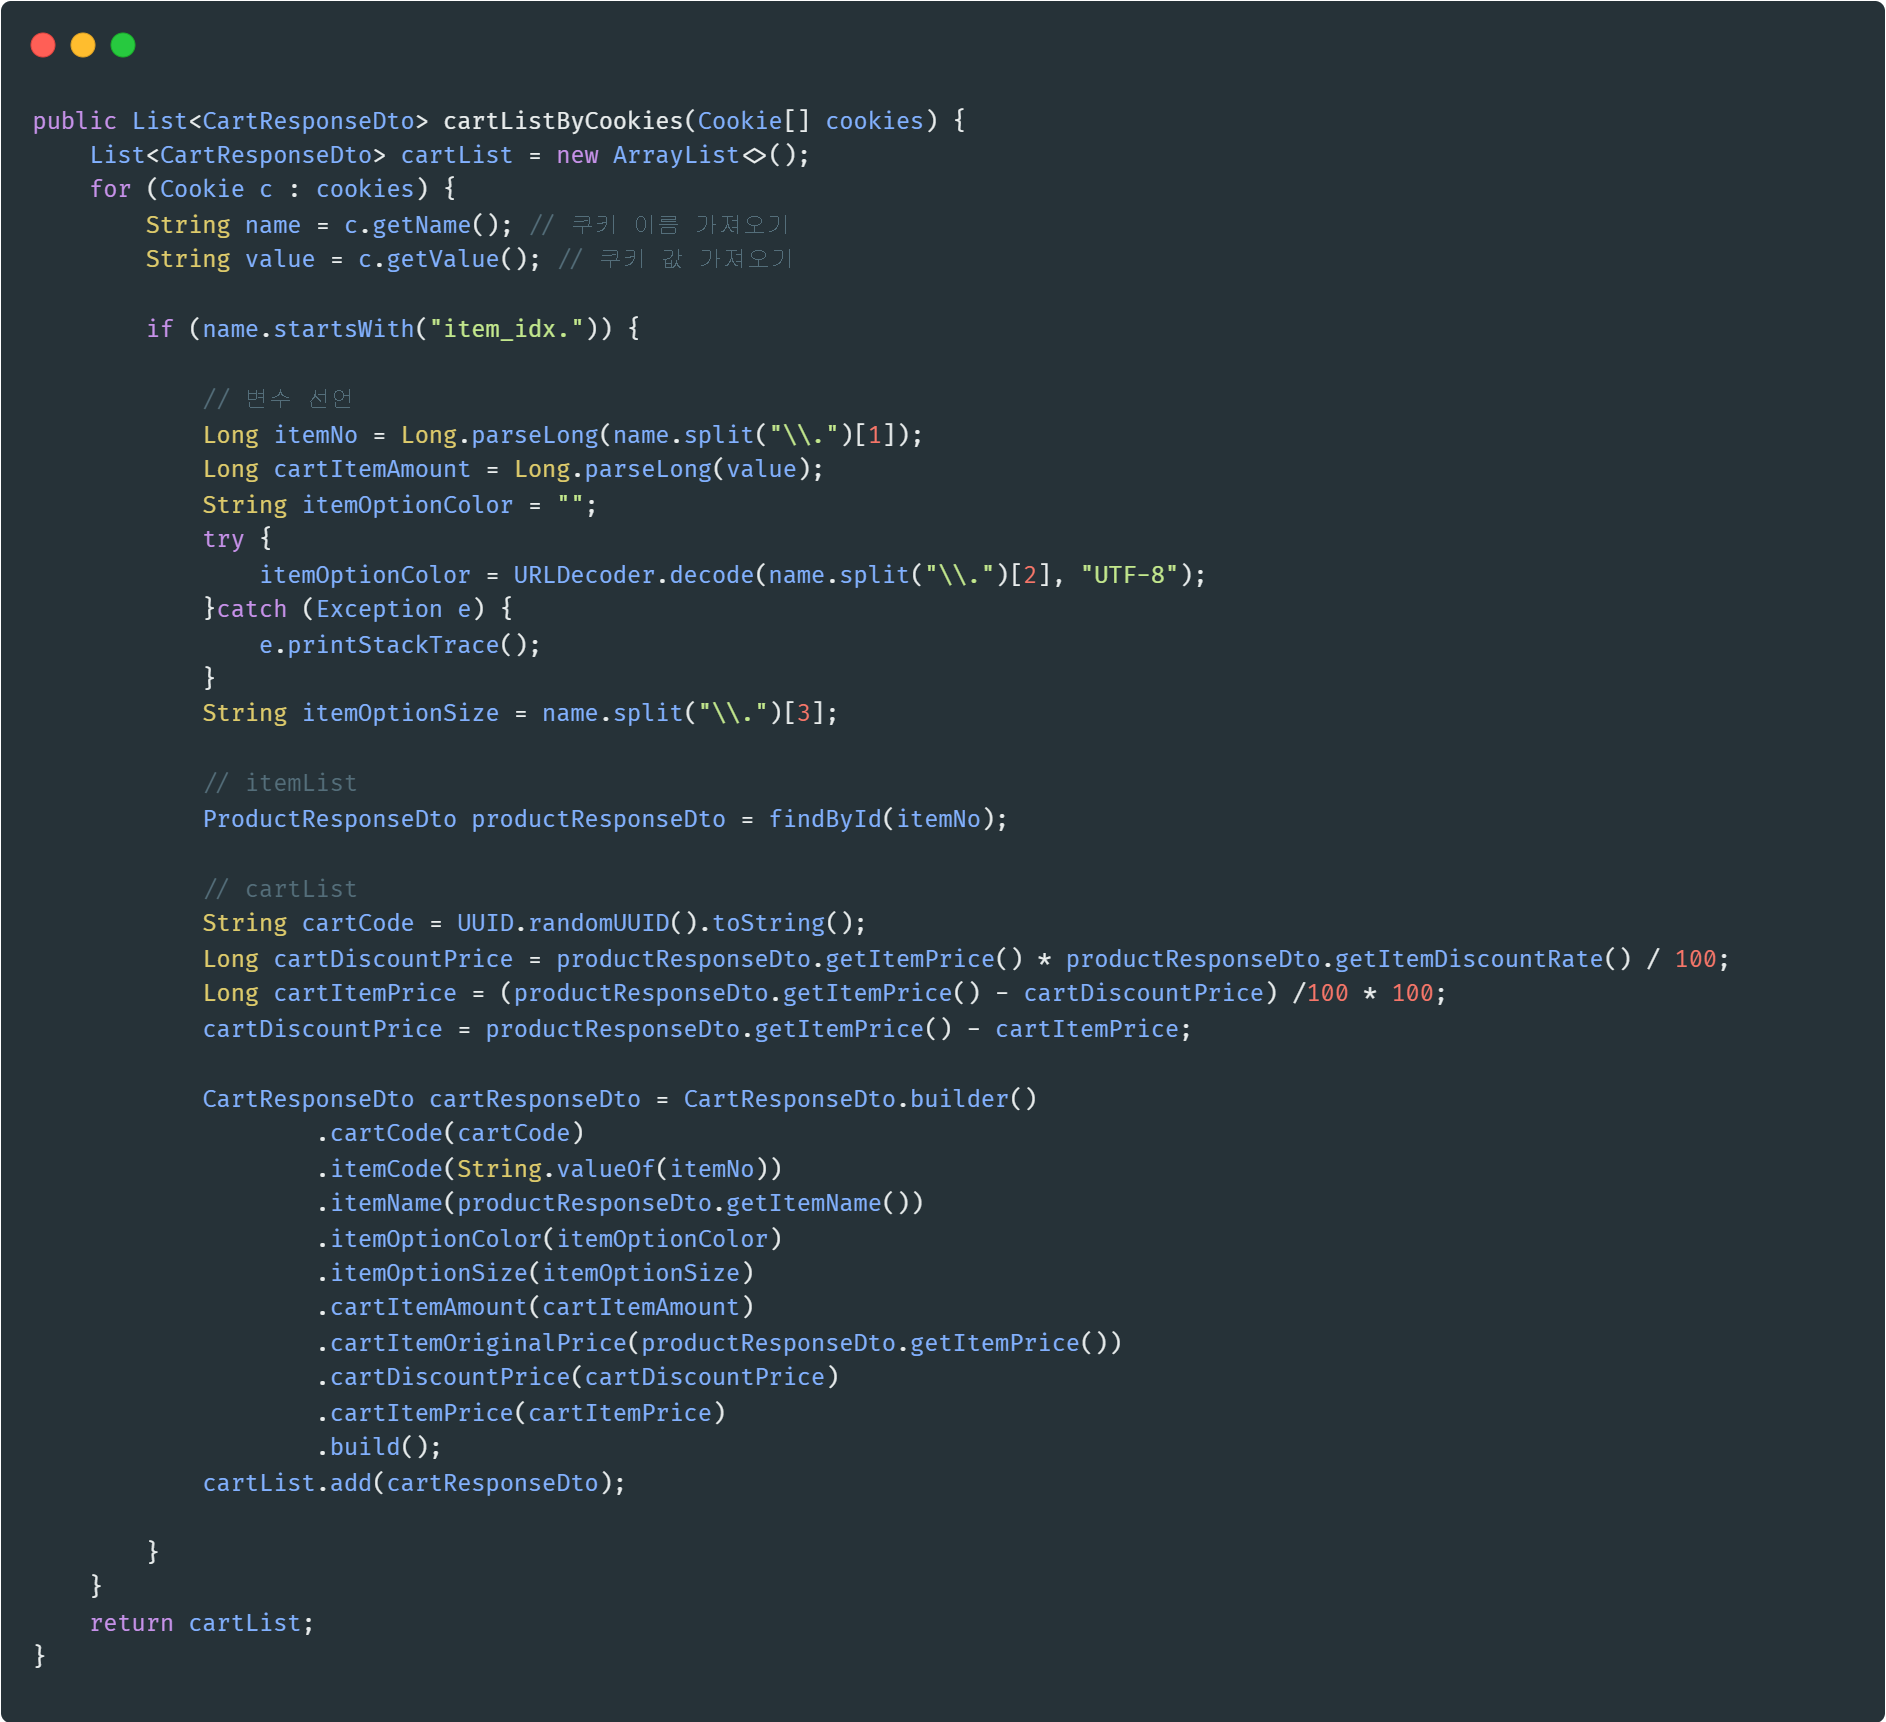 public List<CartResponseDto> cartListByCookies(Cookie[] cookies) {
    List<CartResponseDto> cartList = new ArrayList<>();
    for (Cookie c : cookies) {
        String name = c.getName(); // 쿠키 이름 가져오기
        String value = c.getValue(); // 쿠키 값 가져오기

        if (name.startsWith("item_idx.")) {

            // 변수 선언
            Long itemNo = Long.parseLong(name.split("\\.")[1]);
            Long cartItemAmount = Long.parseLong(value);
            String itemOptionColor = "";
            try {
                itemOptionColor = URLDecoder.decode(name.split("\\.")[2], "UTF-8");
            }catch (Exception e) {
                e.printStackTrace();
            }
            String itemOptionSize = name.split("\\.")[3];

            // itemList
            ProductResponseDto productResponseDto = findById(itemNo);

            // cartList
            String cartCode = UUID.randomUUID().toString();
            Long cartDiscountPrice = productResponseDto.getItemPrice() * productResponseDto.getItemDiscountRate() / 100;
            Long cartItemPrice = (productResponseDto.getItemPrice() - cartDiscountPrice) /100 * 100;
            cartDiscountPrice = productResponseDto.getItemPrice() - cartItemPrice;

            CartResponseDto cartResponseDto = CartResponseDto.builder()
                    .cartCode(cartCode)
                    .itemCode(String.valueOf(itemNo))
                    .itemName(productResponseDto.getItemName())
                    .itemOptionColor(itemOptionColor)
                    .itemOptionSize(itemOptionSize)
                    .cartItemAmount(cartItemAmount)
                    .cartItemOriginalPrice(productResponseDto.getItemPrice())
                    .cartDiscountPrice(cartDiscountPrice)
                    .cartItemPrice(cartItemPrice)
                    .build();
            cartList.add(cartResponseDto);

        }
    }
    return cartList;
}